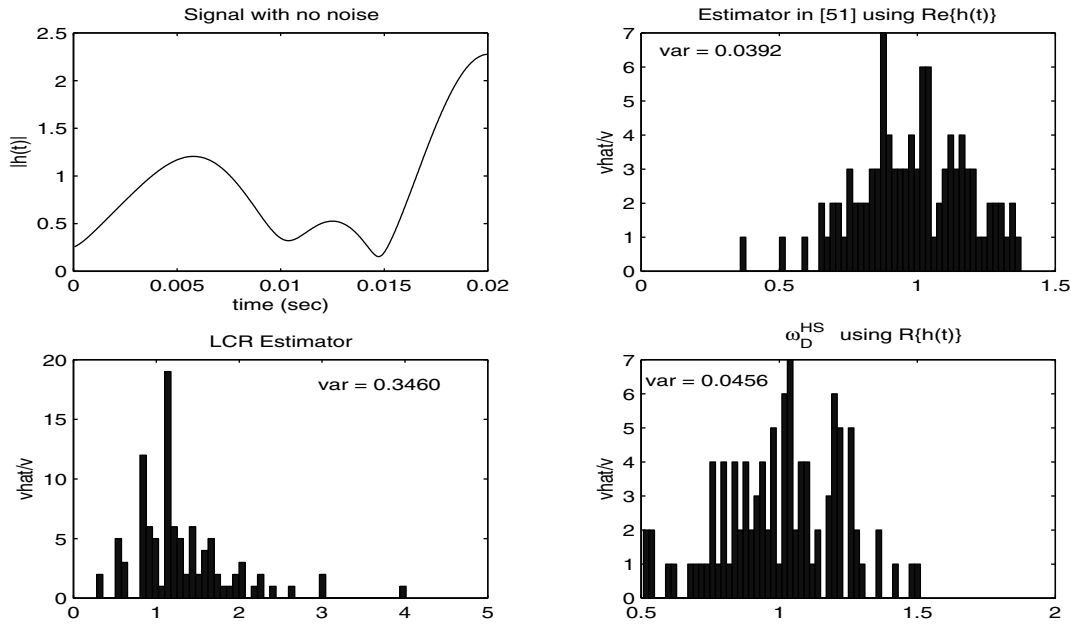 Signal with no noise
2.5
2
1.5
1
0.5
0
|h(t)|
0 0.005 0.01 0.015 0.02
time (sec)
Estimator in [51] using Re{h(t)}
var = 0.0392
7
6
5
4
3
2
1
0
vhat/v
0 0.5 1 1.5
LCR Estimator
var = 0.3460
20
15
10
5
0
vhat/v
0 1 2 3 4 5
ω_D^HS using R{h(t)}
var = 0.0456
7
6
5
4
3
2
1
0
vhat/v
0.5 1 1.5 2